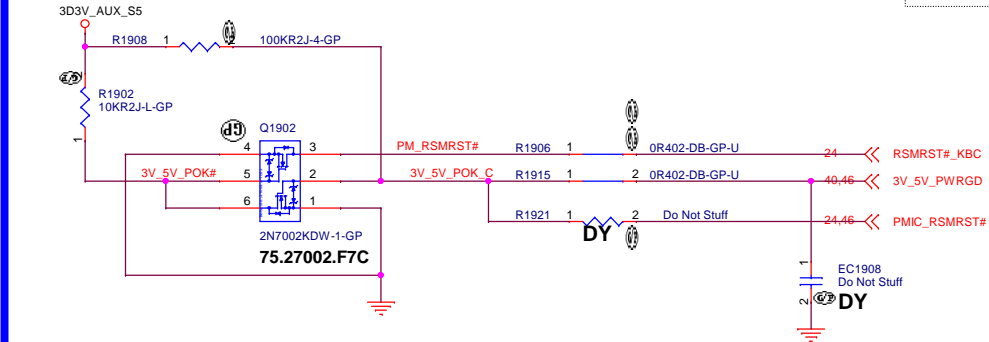 3D3V_AUX_S5
R1908 1 2 100KR2J-4-GP
2
R1902
10KR2J-L-GP
1
Q1902
4 3 PM_RSMRST# R1906 1 2 0R402-DB-GP-U 24 RSMRST#_KBC
3V_5V_POK# 5 2 3V_5V_POK_C R1915 1 2 0R402-DB-GP-U 40,46 3V_5V_PWRGD
6 1 R1921 1 2 Do Not Stuff 24,46 PMIC_RSMRST#
DY
2N7002KDW-1-GP
75.27002.F7C
1
EC1908
Do Not Stuff
2 DY